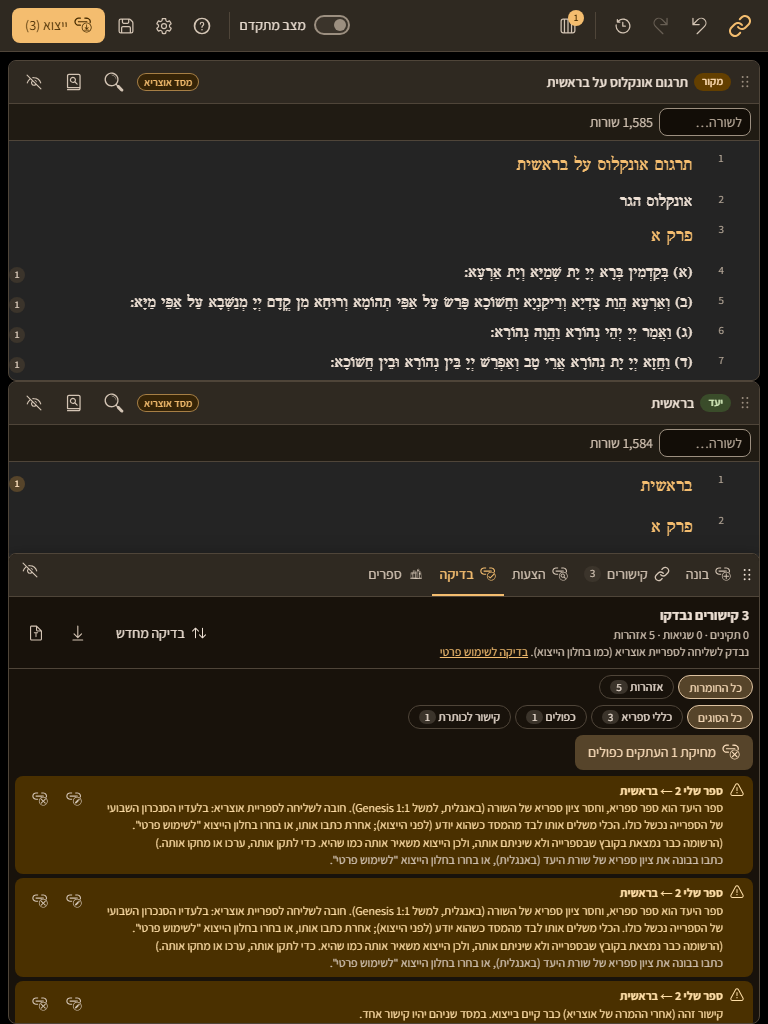 1
מצב מתקדם
ייצוא (3)
מקור
תרגום אונקלוס על בראשית
מסד אוצריא
לשורה...
1,585 שורות
1 תרגום אונקלוס על בראשית
2 אונקלוס הגר
3 פרק א
4 (א) בְּקַדְמִין בְּרָא יְיָ יָת שְׁמַיָּא וְיָת אַרְעָא: 1
5 (ב) וְאַרְעָא הֲוַת צָדְיָא וְרֵיקַנְיָא וַחֲשׁוֹכָא פָּרַשׂ עַל אַפֵּי תְהוֹמָא וְרוּחָא מִן קֳדָם יְיָ מְנַשְּׁבָא עַל אַפֵּי מַיָּא: 1
6 (ג) וַאֲמַר יְיָ יְהֵי נְהוֹרָא וַהֲוָה נְהוֹרָא: 1
7 (ד) וַחֲזָא יְיָ יָת נְהוֹרָא אֲרֵי טָב וְאַפְרֵשׁ יְיָ בֵּין נְהוֹרָא וּבֵין חֲשׁוֹכָא: 1
יעד
בראשית
מסד אוצריא
לשורה...
1,584 שורות
1 בראשית 1
2 פרק א
בונה
קישורים 3
הצעות
בדיקה
ספרים
3 קישורים נבדקו
0 תקינים · 0 שגיאות · 5 אזהרות
נבדק לשליחה לספריית אוצריא (כמו בחלון הייצוא). בדיקה לשימוש פרטי
בדיקה מחדש
כל החומרות
אזהרות 5
כל הסוגים
כללי ספריא 3
כפולים 1
קישור לכותרת 1
מחיקת 1 העתקים כפולים
ספר שלי 2 ← בראשית
ספר היעד הוא ספר ספריא, וחסר ציון ספריא של השורה (באנגלית, למשל Genesis 1:1). חובה לשליחה לספריית אוצריא: בלעדיו הסנכרון השבועי
של הספרייה נכשל כולו. הכלי משלים אותו לבד מהמסד כשהוא יודע (לפני הייצוא); אחרת כתבו אותו, או בחרו בחלון הייצוא "לשימוש פרטי".
(הרשומה כבר נמצאת בקובץ שבספרייה ולא שיניתם אותה, ולכן הייצוא משאיר אותה כמו שהיא. כדי לתקן אותה, ערכו או מחקו אותה.)
כתבו בבונה את ציון ספריא של שורת היעד (באנגלית), או בחרו בחלון הייצוא "לשימוש פרטי".
ספר שלי 2 ← בראשית
ספר היעד הוא ספר ספריא, וחסר ציון ספריא של השורה (באנגלית, למשל Genesis 1:1). חובה לשליחה לספריית אוצריא: בלעדיו הסנכרון השבועי
של הספרייה נכשל כולו. הכלי משלים אותו לבד מהמסד כשהוא יודע (לפני הייצוא); אחרת כתבו אותו, או בחרו בחלון הייצוא "לשימוש פרטי".
(הרשומה כבר נמצאת בקובץ שבספרייה ולא שיניתם אותה, ולכן הייצוא משאיר אותה כמו שהיא. כדי לתקן אותה, ערכו או מחקו אותה.)
כתבו בבונה את ציון ספריא של שורת היעד (באנגלית), או בחרו בחלון הייצוא "לשימוש פרטי".
ספר שלי 2 ← בראשית
קישור זהה (אחרי ההמרה של אוצריא) כבר קיים בייצוא. במסד שניהם יהיו קישור אחד.